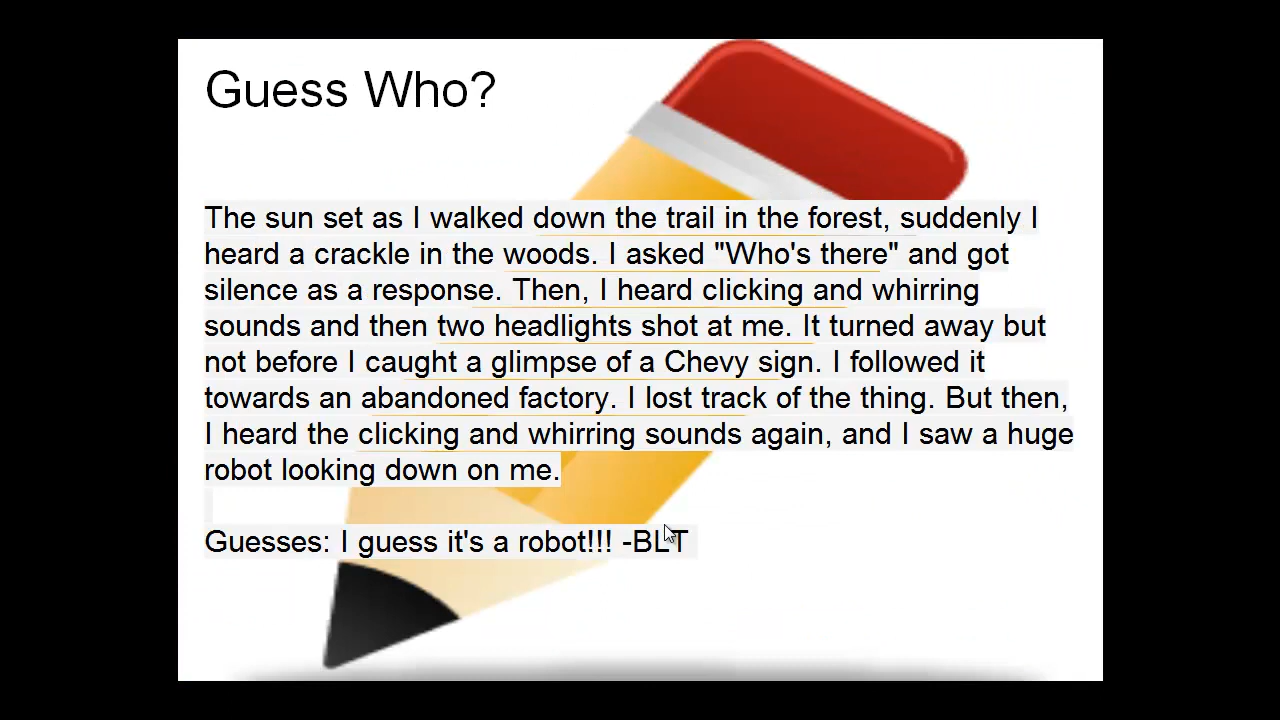 Guess Who?
The sun set as I walked down the trail in the forest, suddenly I
heard a crackle in the woods. I asked "Who's there" and got
silence as a response. Then, I heard clicking and whirring
sounds and then two headlights shot at me. It turned away but
not before I caught a glimpse of a Chevy sign. I followed it
towards an abandoned factory. I lost track of the thing. But then,
I heard the clicking and whirring sounds again, and I saw a huge
robot looking down on me.
Guesses: I guess it's a robot!!! -BLT